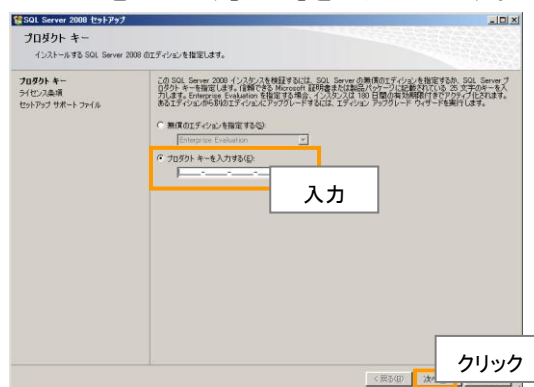 SQL Server 2008 セットアップ
プロダクト キー
インストールする SQL Server 2008 のエディションを指定します。
プロダクト キー
ライセンス条項
セットアップ サポート ファイル
この SQL Server 2008 インスタンスを検証するには、SQL Server の無償のエディションを指定するか、SQL Server プ
ロダクト キーを指定します。信頼できる Microsoft 証明書または製品パッケージに記載されている 25 文字のキーを入
力します。Enterprise Evaluation を指定する場合、インスタンスは 180 日間の有効期限付きでアクティブ化されます。
あるエディションから別のエディションにアップグレードするには、エディション アップグレード ウィザードを実行します。
無償のエディションを指定する(S)
Enterprise Evaluation
プロダクト キーを入力する(E):
入力
クリック
< 戻る(B)
次へ